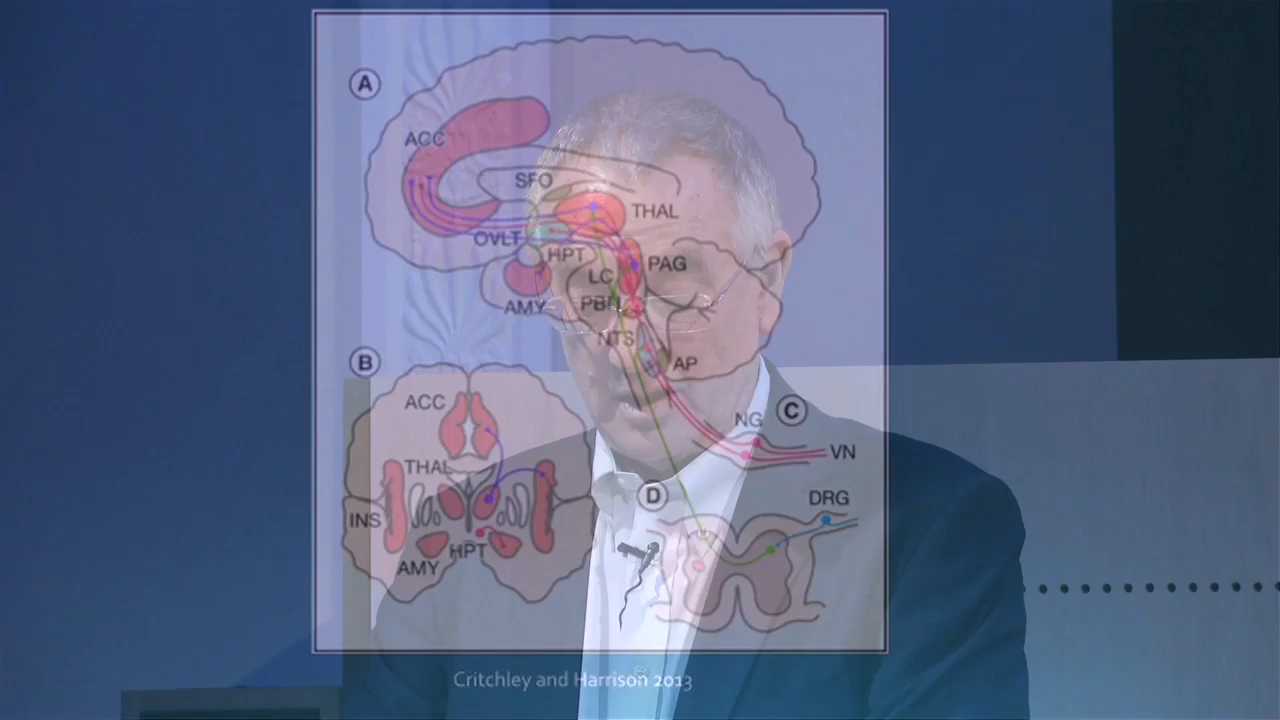 A
ACC
SFO
THAL
OVLT
HPT
PAG
LC
AMY
PBN
NTS
AP
B
ACC
NG
C
VN
THAL
D
DRG
INS
HPT
AMY
Critchley and Harrison 2013